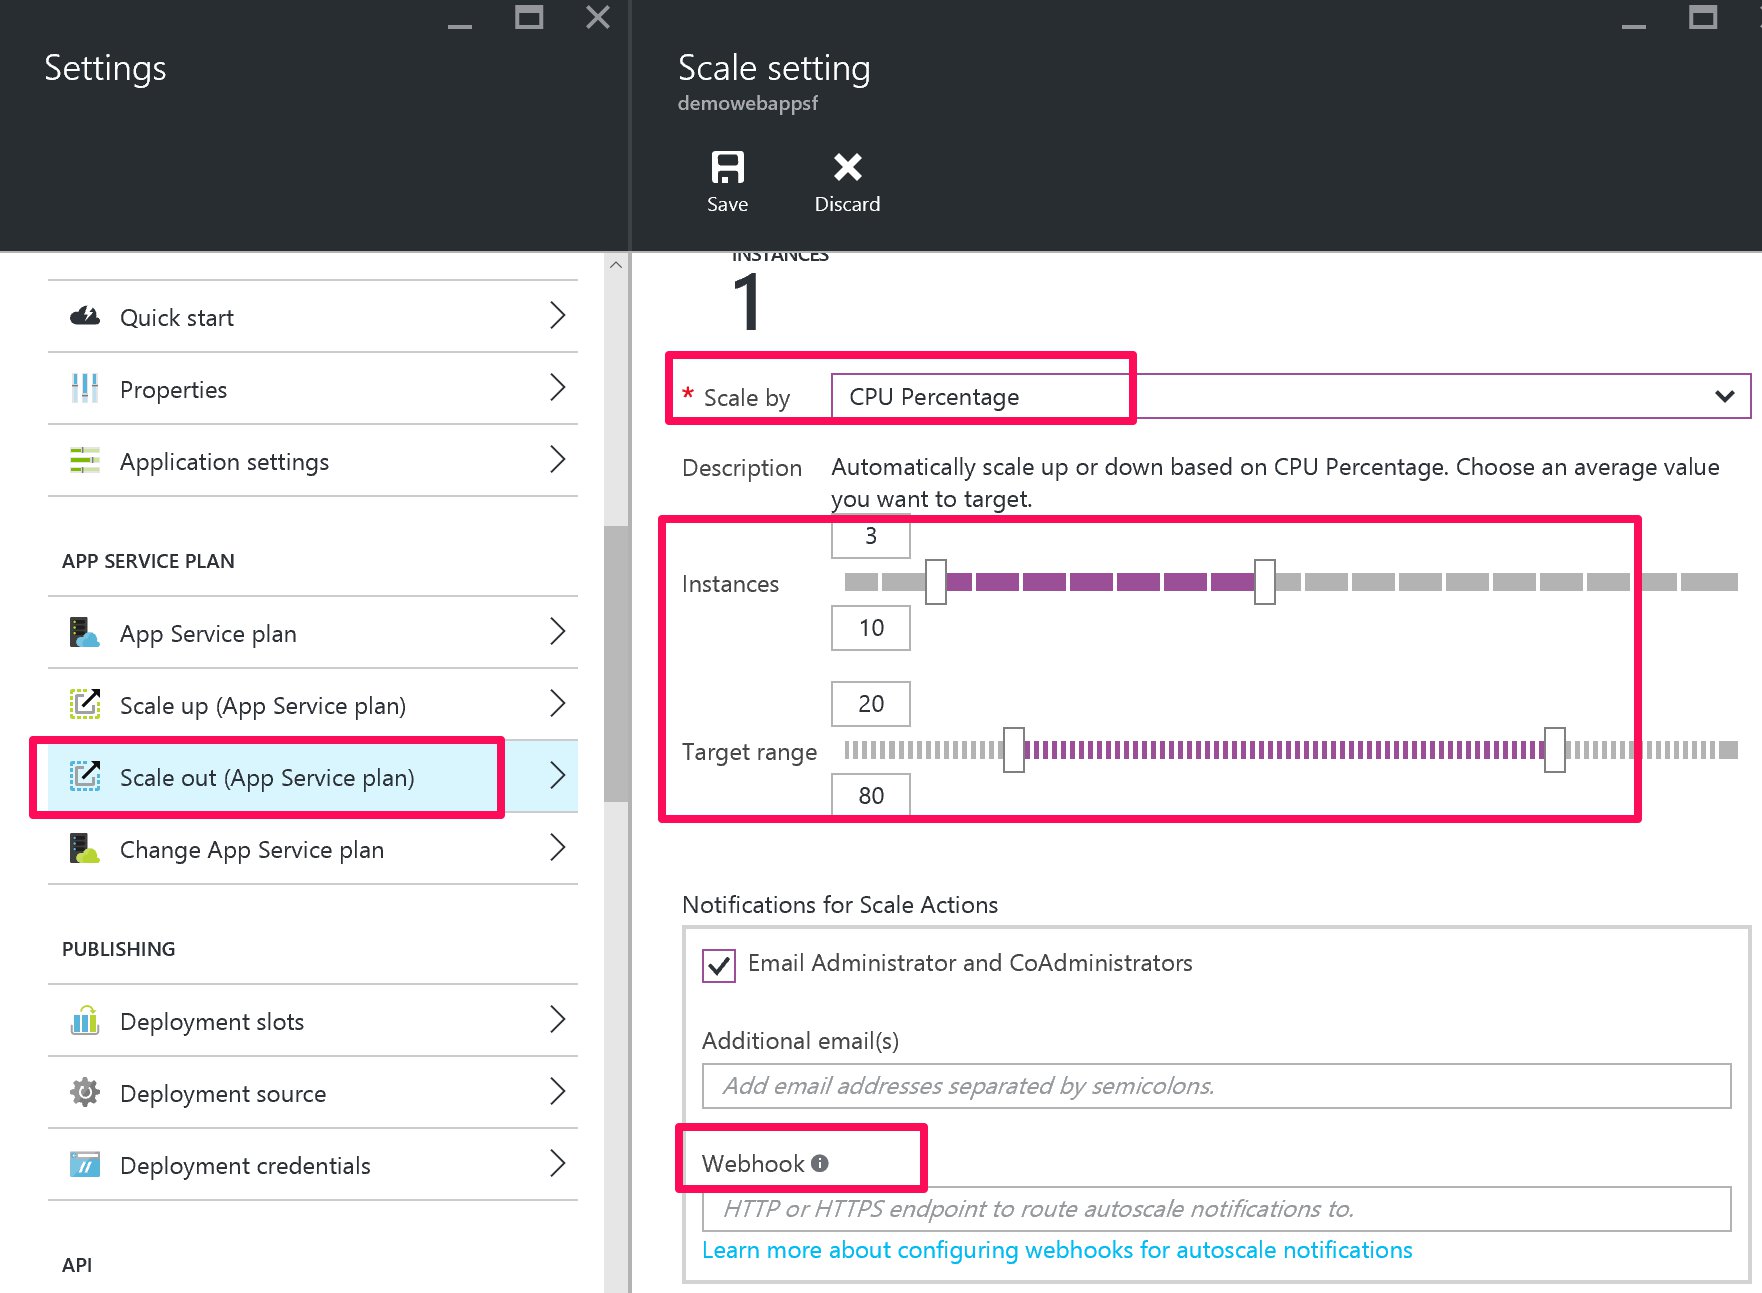 Settings
Quick start
Properties
Application settings
APP SERVICE PLAN
App Service plan
Scale up (App Service plan)
Scale out (App Service plan)
Change App Service plan
PUBLISHING
Deployment slots
Deployment source
Deployment credentials
API
Scale setting
demowebappsf
Save
Discard
INSTANCES
1
* Scale by
CPU Percentage
Description
Automatically scale up or down based on CPU Percentage. Choose an average value
you want to target.
3
Instances
10
20
Target range
80
Notifications for Scale Actions
Email Administrator and CoAdministrators
Additional email(s)
Add email addresses separated by semicolons.
Webhook
HTTP or HTTPS endpoint to route autoscale notifications to.
Learn more about configuring webhooks for autoscale notifications